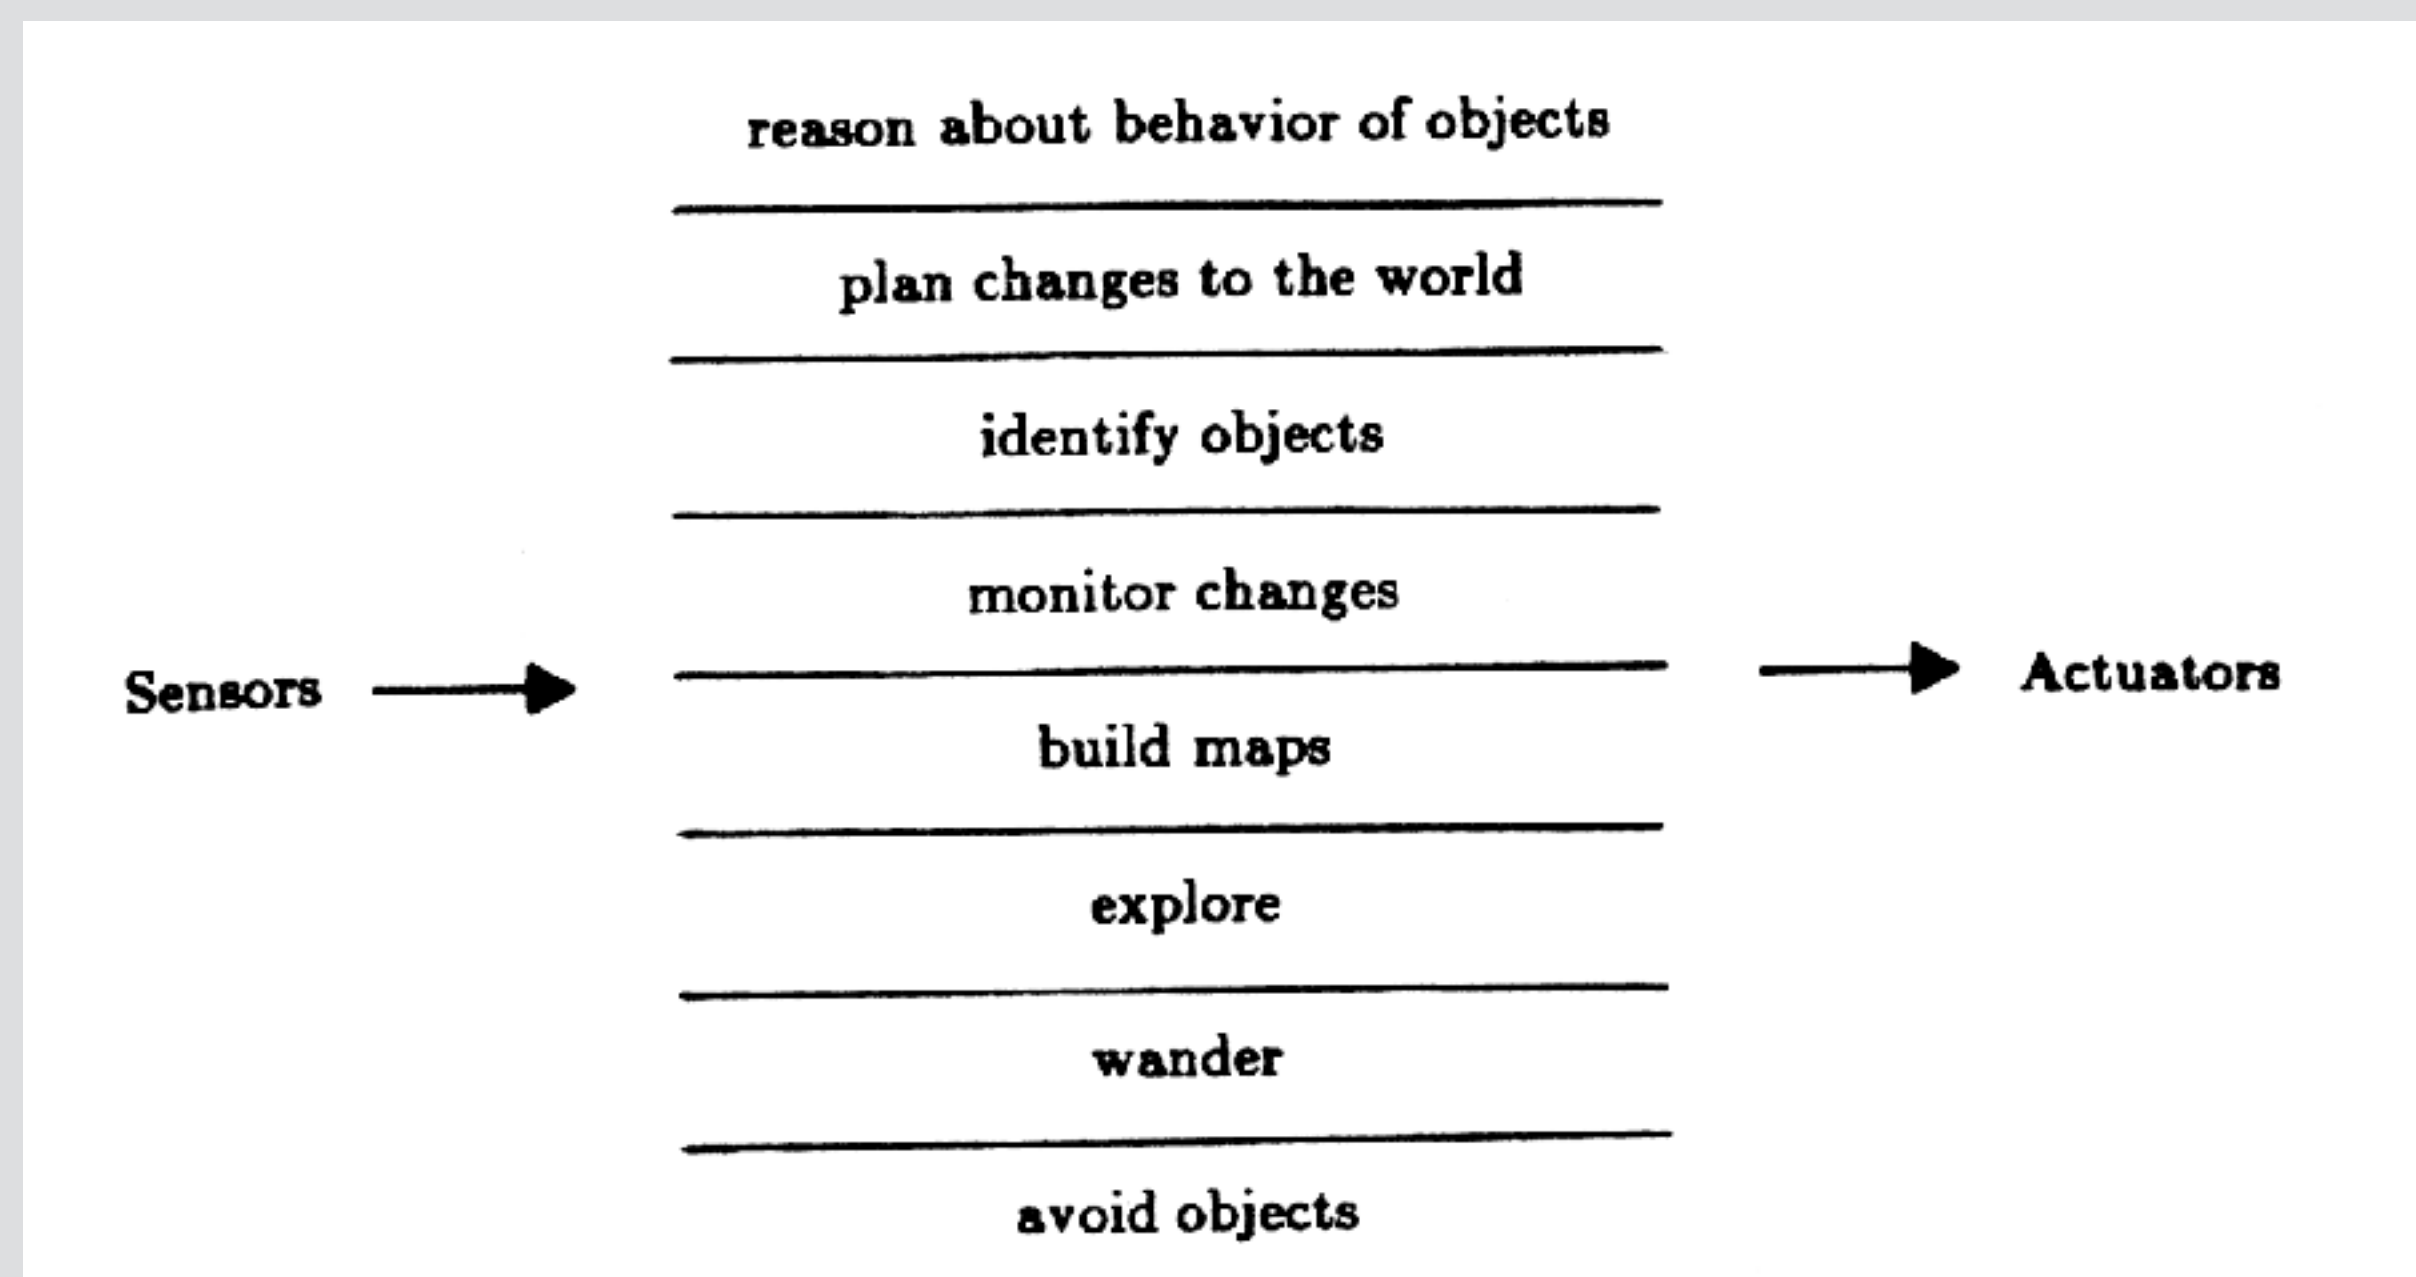 reason about behavior of objects
plan changes to the world
identify objects
monitor changes
Sensors
Actuators
build maps
explore
wander
avoid objects